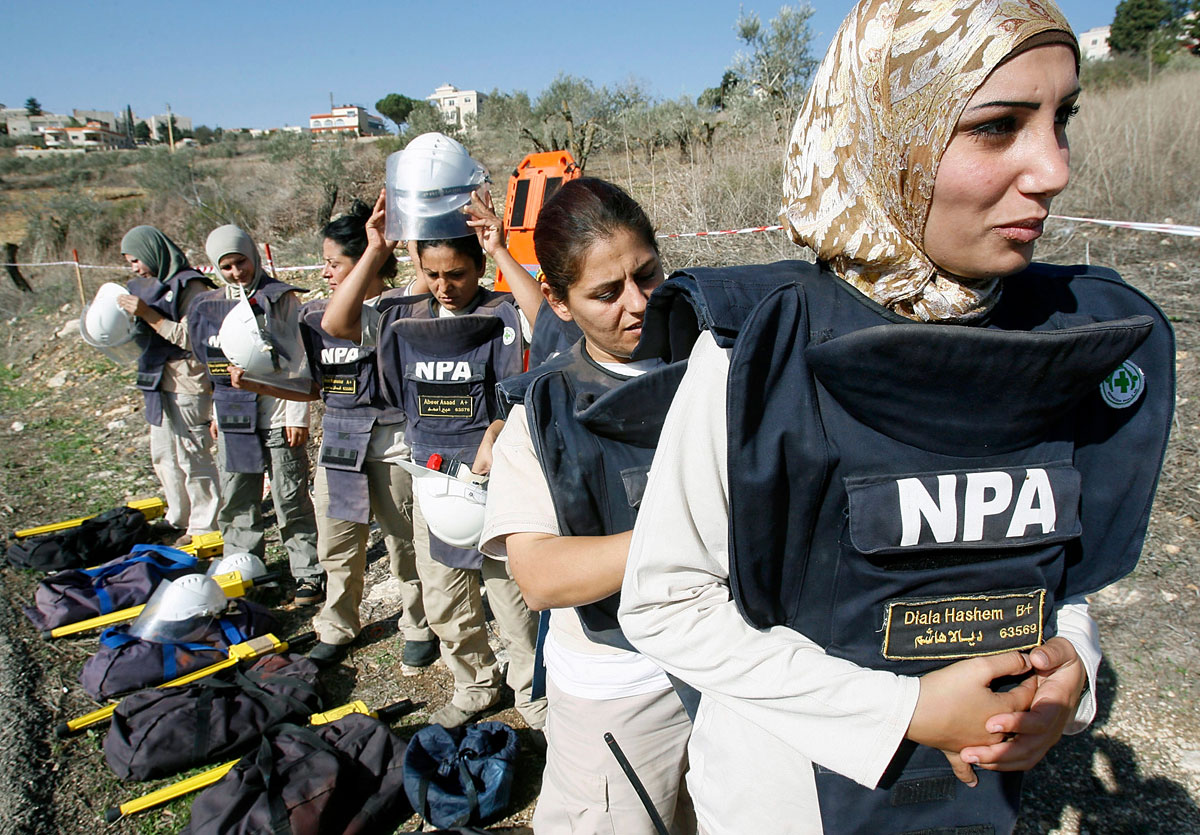 NPA
NPA
Abeer Asaad A+
عبير اسعد 63576
NPA
Diala Hashem B+
ديالا هاشم 63569